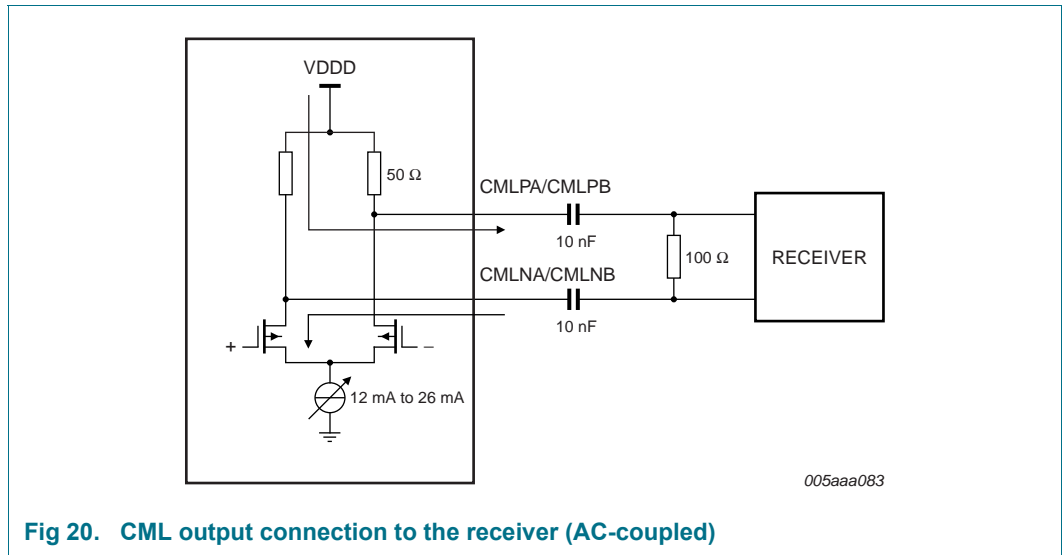 VDDD
50 Ω
CMLPA/CMLPB
10 nF
100 Ω
RECEIVER
CMLNA/CMLNB
10 nF
+
–
12 mA to 26 mA
005aaa083
Fig 20. CML output connection to the receiver (AC-coupled)